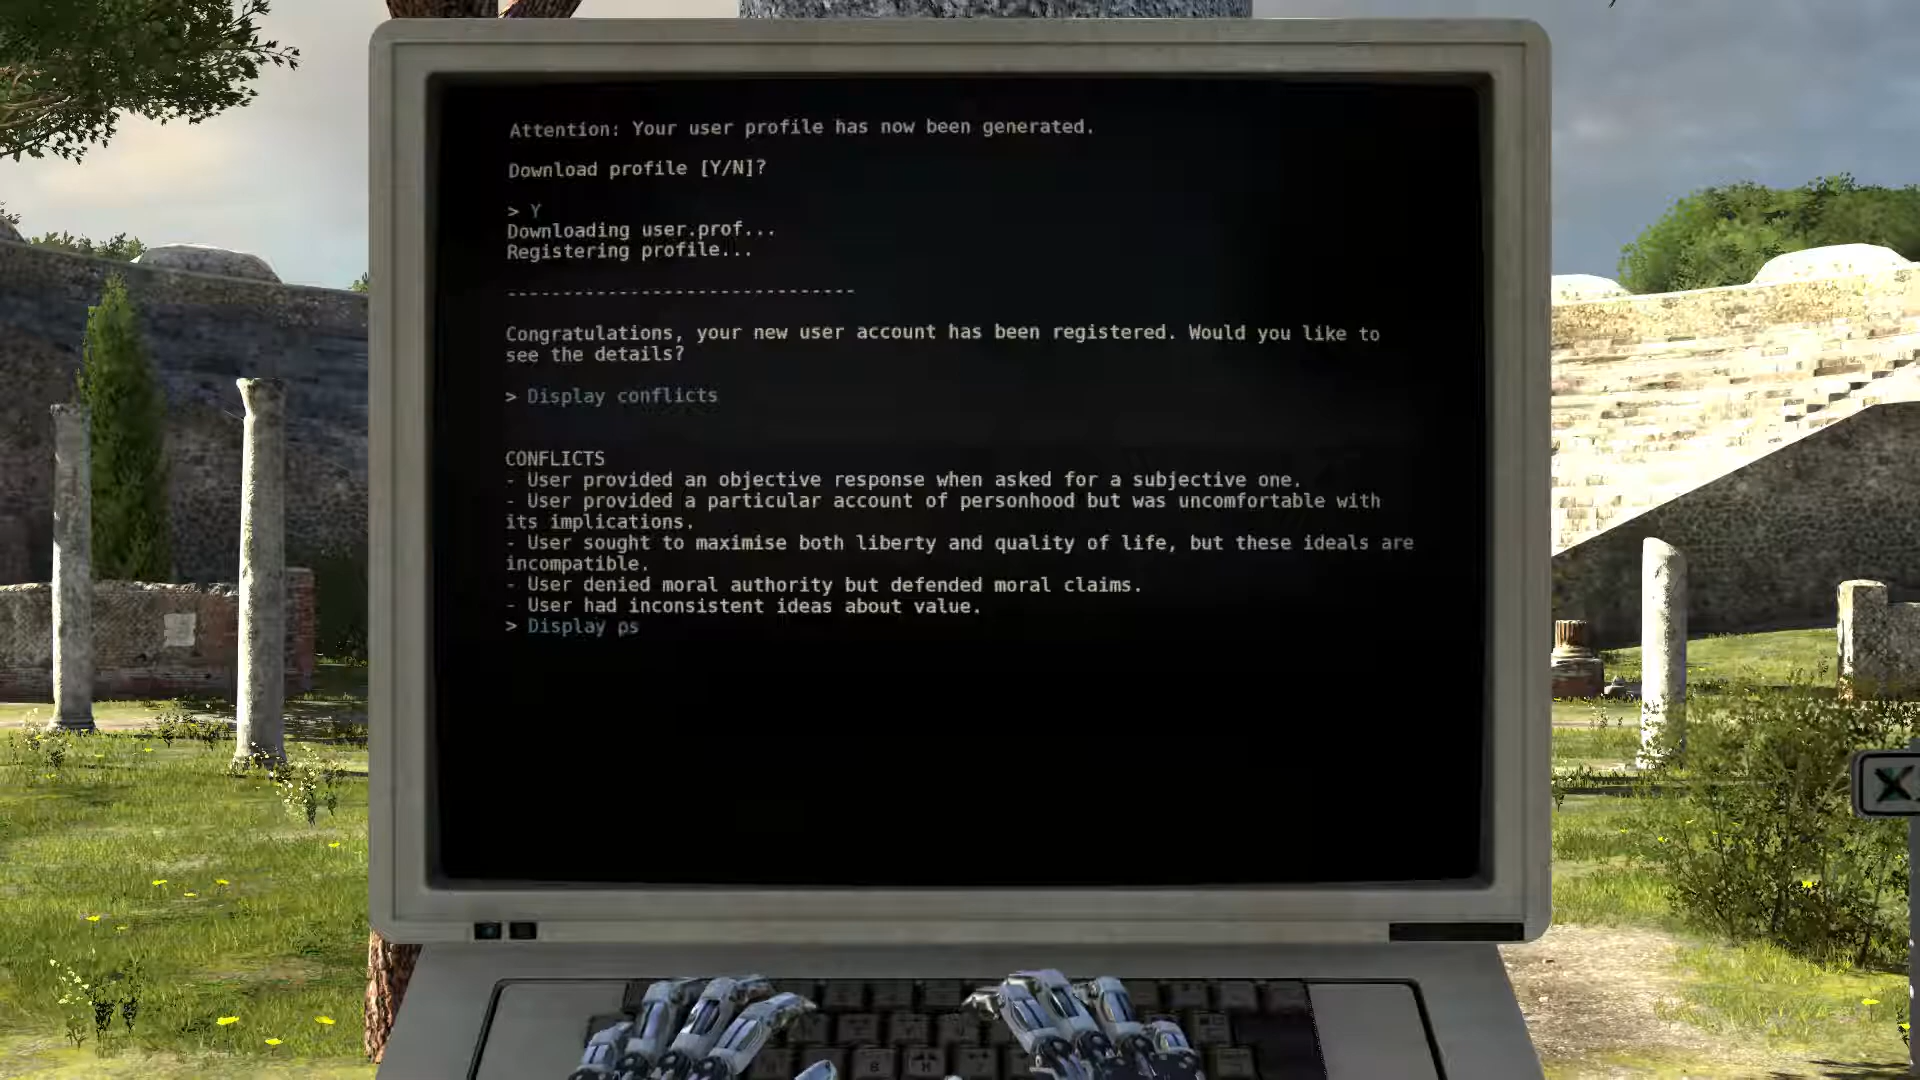 Attention: Your user profile has now been generated.
Download profile [Y/N]?
> Y
Downloading user.prof...
Registering profile...
-------------------------------
Congratulations, your new user account has been registered. Would you like to
see the details?
> Display conflicts
CONFLICTS
- User provided an objective response when asked for a subjective one.
- User provided a particular account of personhood but was uncomfortable with
its implications.
- User sought to maximise both liberty and quality of life, but these ideals are
incompatible.
- User denied moral authority but defended moral claims.
- User had inconsistent ideas about value.
> Display ps
X